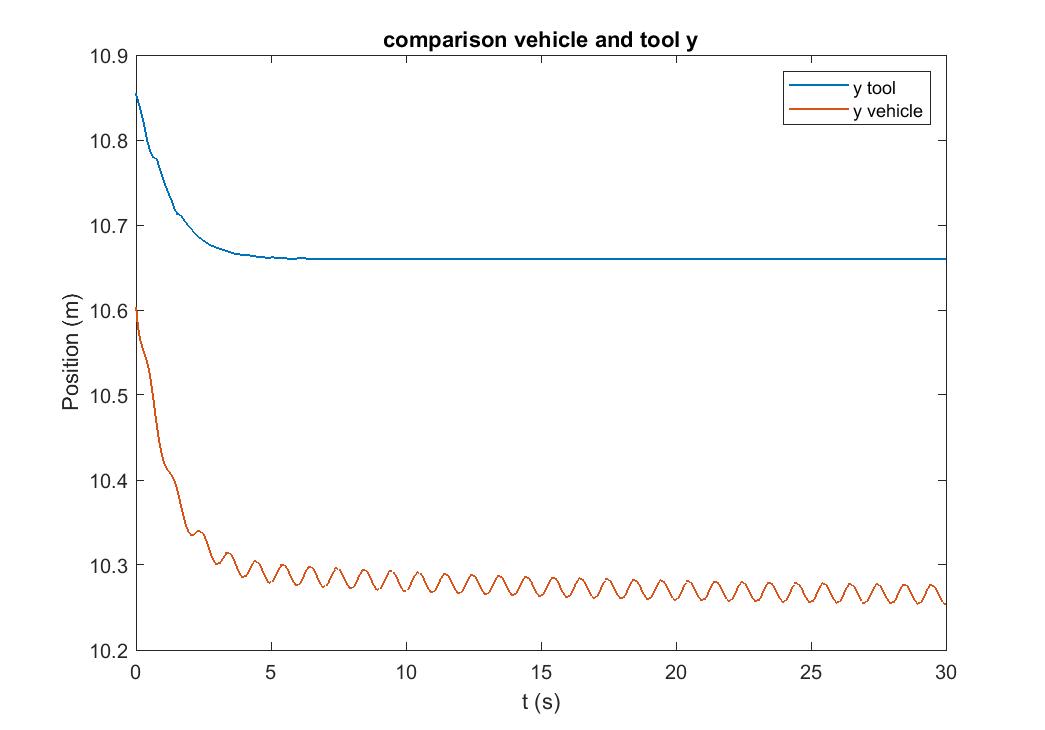 comparison vehicle and tool y
y tool
y vehicle
10.9
10.8
10.7
10.6
10.5
10.4
10.3
10.2
Position (m)
0 5 10 15 20 25 30
t (s)